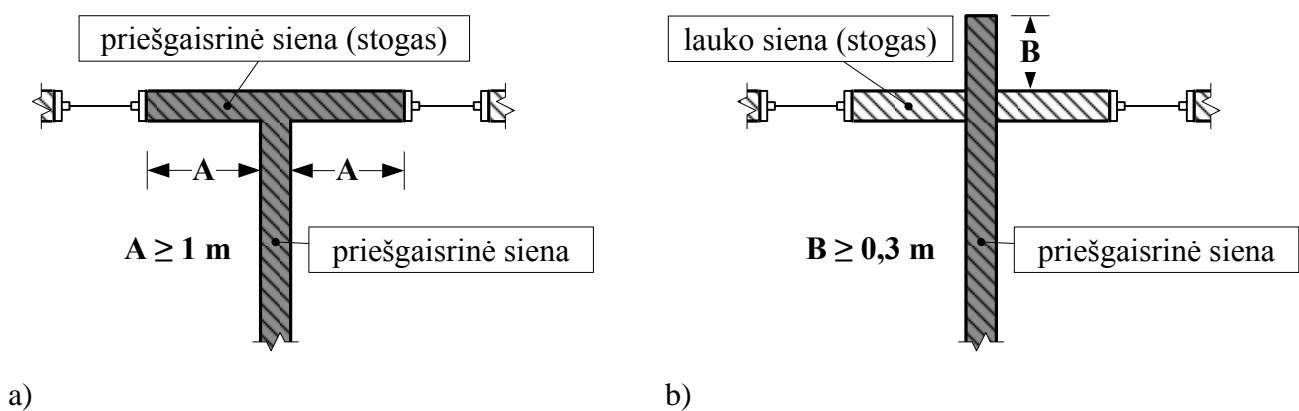 priešgaisrinė siena (stogas)
A
A
A ≥ 1 m
priešgaisrinė siena
a)
lauko siena (stogas)
B
B ≥ 0,3 m
priešgaisrinė siena
b)